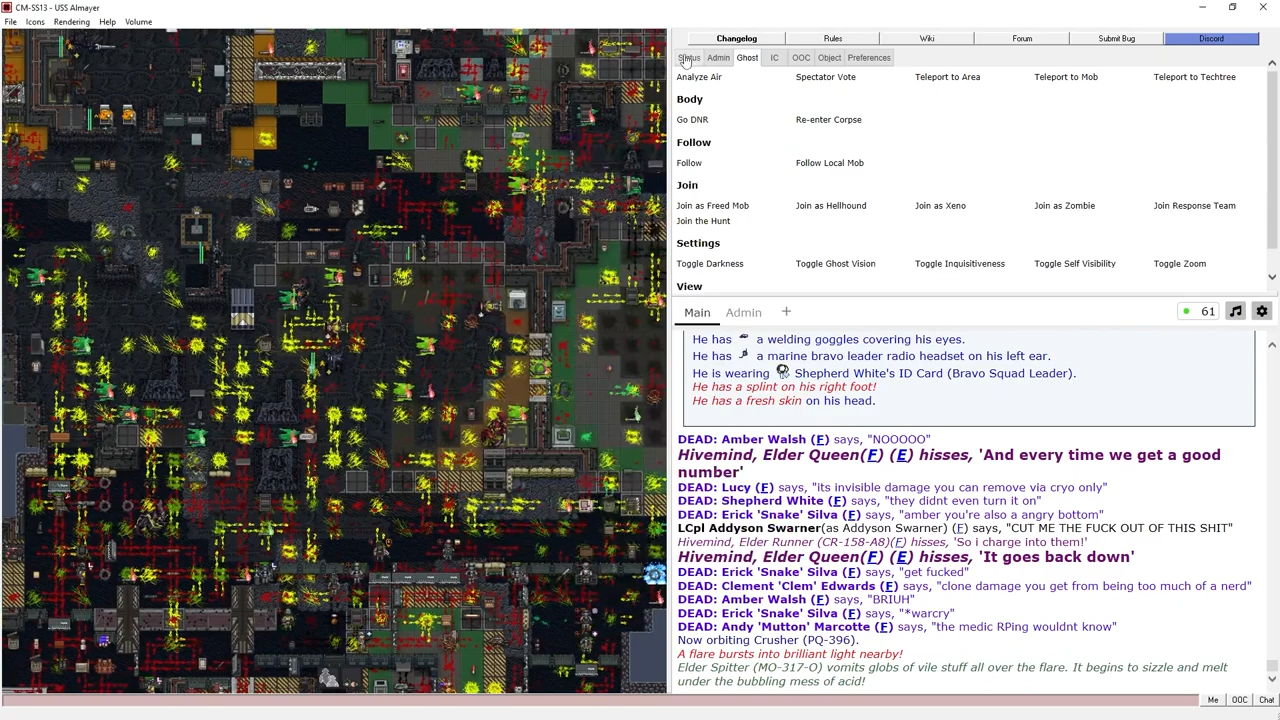 CM-SS13 - USS Almayer
File Icons Rendering Help Volume
Changelog Rules Wiki Forum Submit Bug Discord
Status Admin Ghost IC OOC Object Preferences
Analyze Air Spectator Vote Teleport to Area Teleport to Mob Teleport to Techtree
Body
Go DNR Re-enter Corpse
Follow
Follow Follow Local Mob
Join
Join as Freed Mob Join as Hellhound Join as Xeno Join as Zombie Join Response Team
Join the Hunt
Settings
Toggle Darkness Toggle Ghost Vision Toggle Inquisitiveness Toggle Self Visibility Toggle Zoom
View
Main Admin + 61
He has a welding goggles covering his eyes.
He has a marine bravo leader radio headset on his left ear.
He is wearing Shepherd White's ID Card (Bravo Squad Leader).
He has a splint on his right foot!
He has a fresh skin on his head.
DEAD: Amber Walsh (F) says, "NOOOOO"
Hivemind, Elder Queen(F) (E) hisses, 'And every time we get a good
number'
DEAD: Lucy (F) says, "its invisible damage you can remove via cryo only"
DEAD: Shepherd White (F) says, "they didnt even turn it on"
DEAD: Erick 'Snake' Silva (F) says, "amber you're also a angry bottom"
LCpl Addyson Swarner(as Addyson Swarner) (F) says, "CUT ME THE FUCK OUT OF THIS SHIT"
Hivemind, Elder Runner (CR-158-A8)(F) hisses, 'So i charge into them!'
Hivemind, Elder Queen(F) (E) hisses, 'It goes back down'
DEAD: Erick 'Snake' Silva (F) says, "get fucked"
DEAD: Clement 'Clem' Edwards (F) says, "clone damage you get from being too much of a nerd"
DEAD: Amber Walsh (F) says, "BRIUH"
DEAD: Erick 'Snake' Silva (F) says, "*warcry"
DEAD: Andy 'Mutton' Marcotte (F) says, "the medic RPing wouldnt know"
Now orbiting Crusher (PQ-396).
A flare bursts into brilliant light nearby!
Elder Spitter (MO-317-O) vomits globs of vile stuff all over the flare. It begins to sizzle and melt
under the bubbling mess of acid!
Me OOC Chat